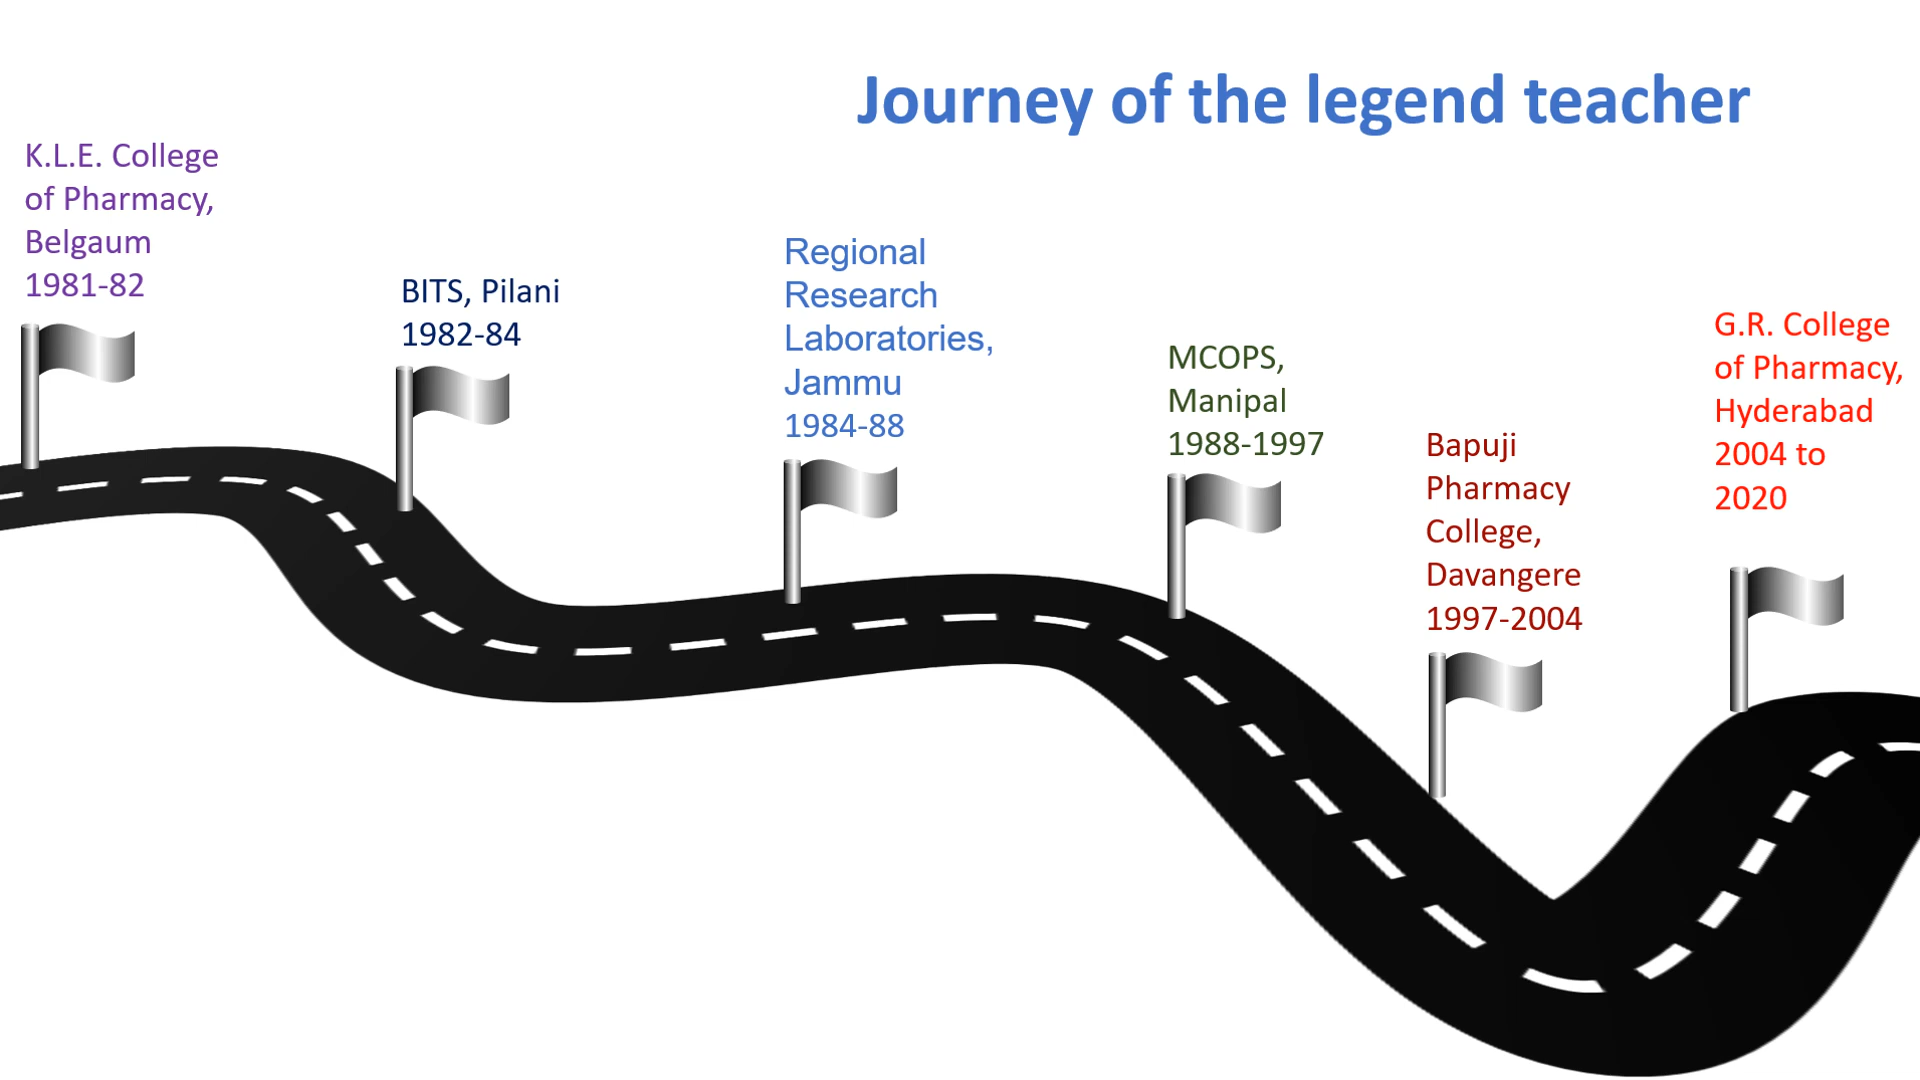 Journey of the legend teacher
K.L.E. College
of Pharmacy,
Belgaum
1981-82
BITS, Pilani
1982-84
Regional
Research
Laboratories,
Jammu
1984-88
MCOPS,
Manipal
1988-1997
Bapuji
Pharmacy
College,
Davangere
1997-2004
G.R. College
of Pharmacy,
Hyderabad
2004 to
2020